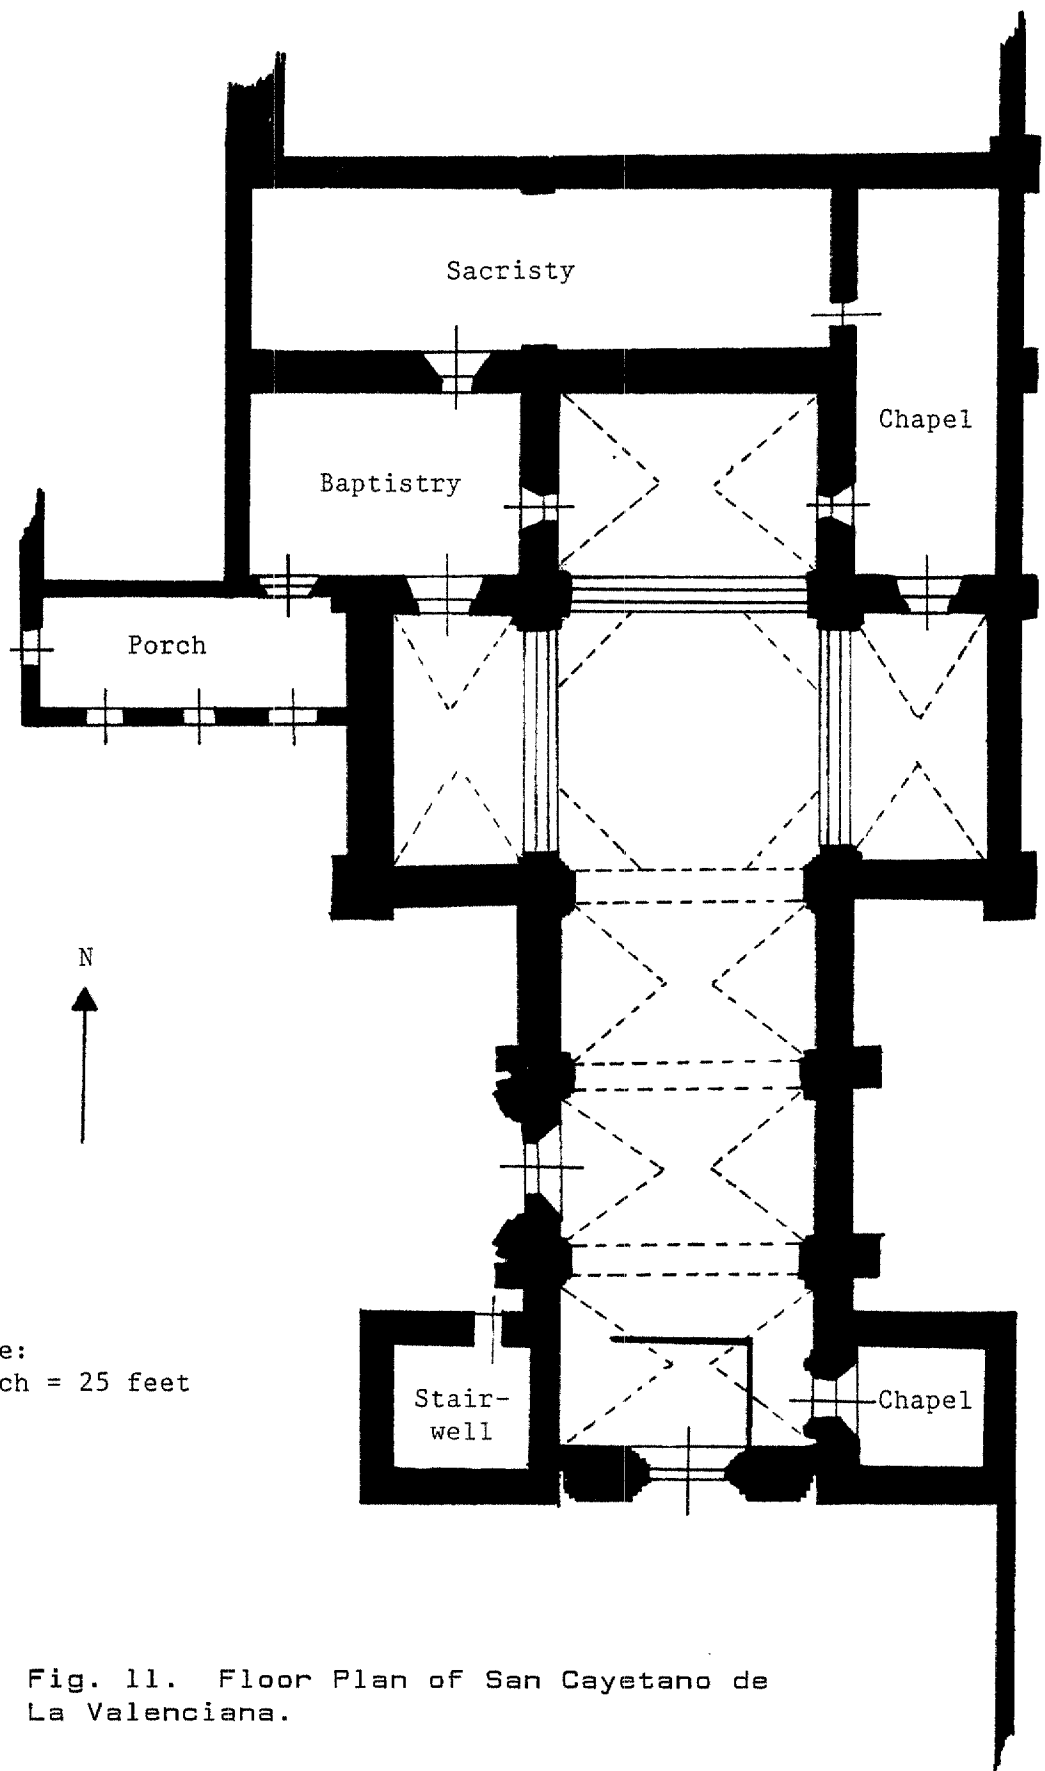 Sacristy
Chapel
Baptistry
Porch
N
e:
ch = 25 feet
Stair-
well
Chapel
Fig. 11. Floor Plan of San Cayetano de
La Valenciana.